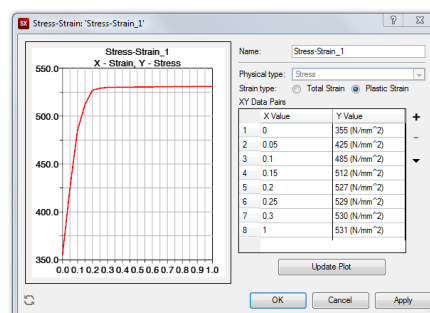 SX Stress-Strain: 'Stress-Strain_1'
Stress-Strain_1
X - Strain, Y - Stress
550.0
500.0
450.0
400.0
350.0
0.0 0.1 0.2 0.3 0.4 0.5 0.6 0.7 0.8 0.9 1.0
Name: Stress-Strain_1
Physical type: Stress
Strain type: Total Strain Plastic Strain
XY Data Pairs
X Value Y Value
1 0 355 (N/mm^2)
2 0.05 425 (N/mm^2)
3 0.1 485 (N/mm^2)
4 0.15 512 (N/mm^2)
5 0.2 527 (N/mm^2)
6 0.25 529 (N/mm^2)
7 0.3 530 (N/mm^2)
8 1 531 (N/mm^2)
Update Plot
OK Cancel Apply